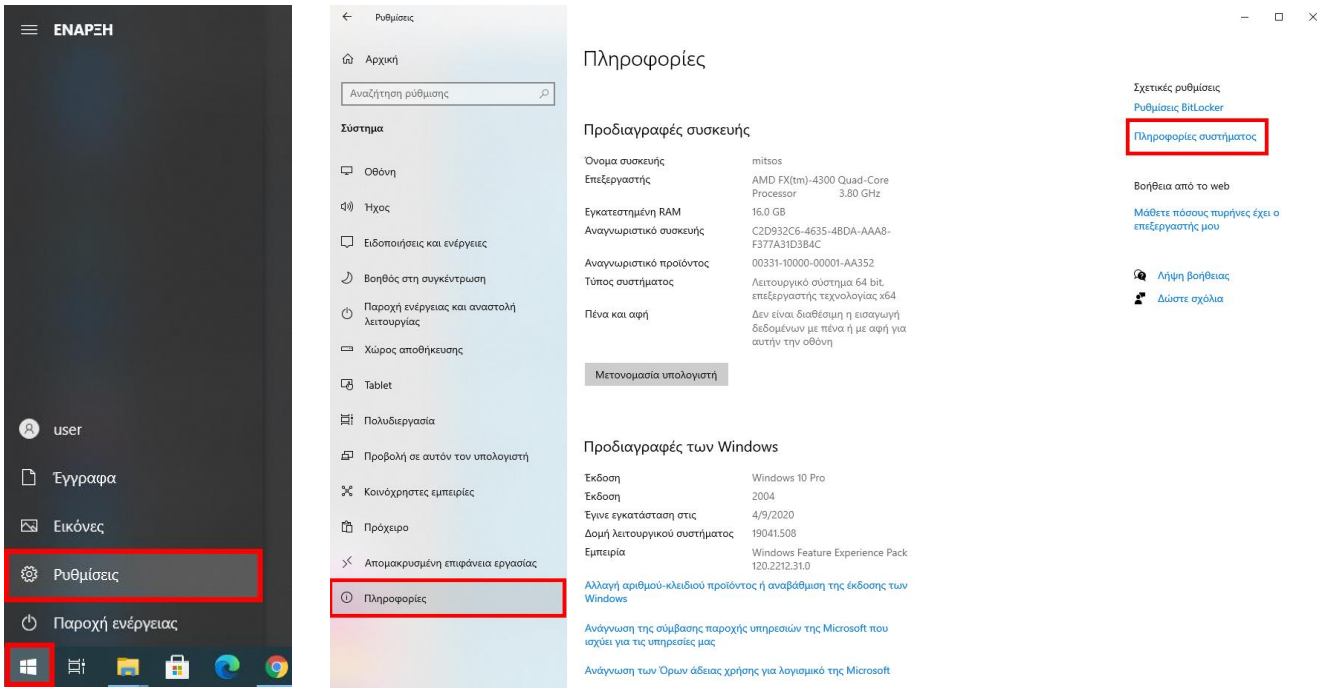 ΕΝΑΡΞΗ
user
Έγγραφα
Εικόνες
Ρυθμίσεις
Παροχή ενέργειας
Ρυθμίσεις
Αρχική
Αναζήτηση ρύθμισης
Σύστημα
Οθόνη
Ήχος
Ειδοποιήσεις και ενέργειες
Βοηθός στη συγκέντρωση
Παροχή ενέργειας και αναστολή
λειτουργίας
Χώρος αποθήκευσης
Tablet
Πολυδιεργασία
Προβολή σε αυτόν τον υπολογιστή
Κοινόχρηστες εμπειρίες
Πρόχειρο
Απομακρυσμένη επιφάνεια εργασίας
Πληροφορίες
Πληροφορίες
Προδιαγραφές συσκευής
Όνομα συσκευής mitsos
Επεξεργαστής AMD FX(tm)-4300 Quad-Core
Processor 3.80 GHz
Εγκατεστημένη RAM 16.0 GB
Αναγνωριστικό συσκευής C2D932C6-4635-4BDA-AAA8-
F377A31D3B4C
Αναγνωριστικό προϊόντος 00331-10000-00001-AA352
Τύπος συστήματος Λειτουργικό σύστημα 64 bit,
επεξεργαστής τεχνολογίας x64
Πένα και αφή Δεν είναι διαθέσιμη η εισαγωγή
δεδομένων με πένα ή με αφή για
αυτήν την οθόνη
Μετονομασία υπολογιστή
Προδιαγραφές των Windows
Έκδοση Windows 10 Pro
Έκδοση 2004
Έγινε εγκατάσταση στις 4/9/2020
Δομή λειτουργικού συστήματος 19041.508
Εμπειρία Windows Feature Experience Pack
120.2212.31.0
Αλλαγή αριθμού-κλειδιού προϊόντος ή αναβάθμιση της έκδοσης των
Windows
Ανάγνωση της σύμβασης παροχής υπηρεσιών της Microsoft που
ισχύει για τις υπηρεσίες μας
Ανάγνωση των Όρων άδειας χρήσης για λογισμικό της Microsoft
Σχετικές ρυθμίσεις
Ρυθμίσεις BitLocker
Πληροφορίες συστήματος
Βοήθεια από το web
Μάθετε πόσους πυρήνες έχει ο
επεξεργαστής μου
Λήψη βοήθειας
Δώστε σχόλια